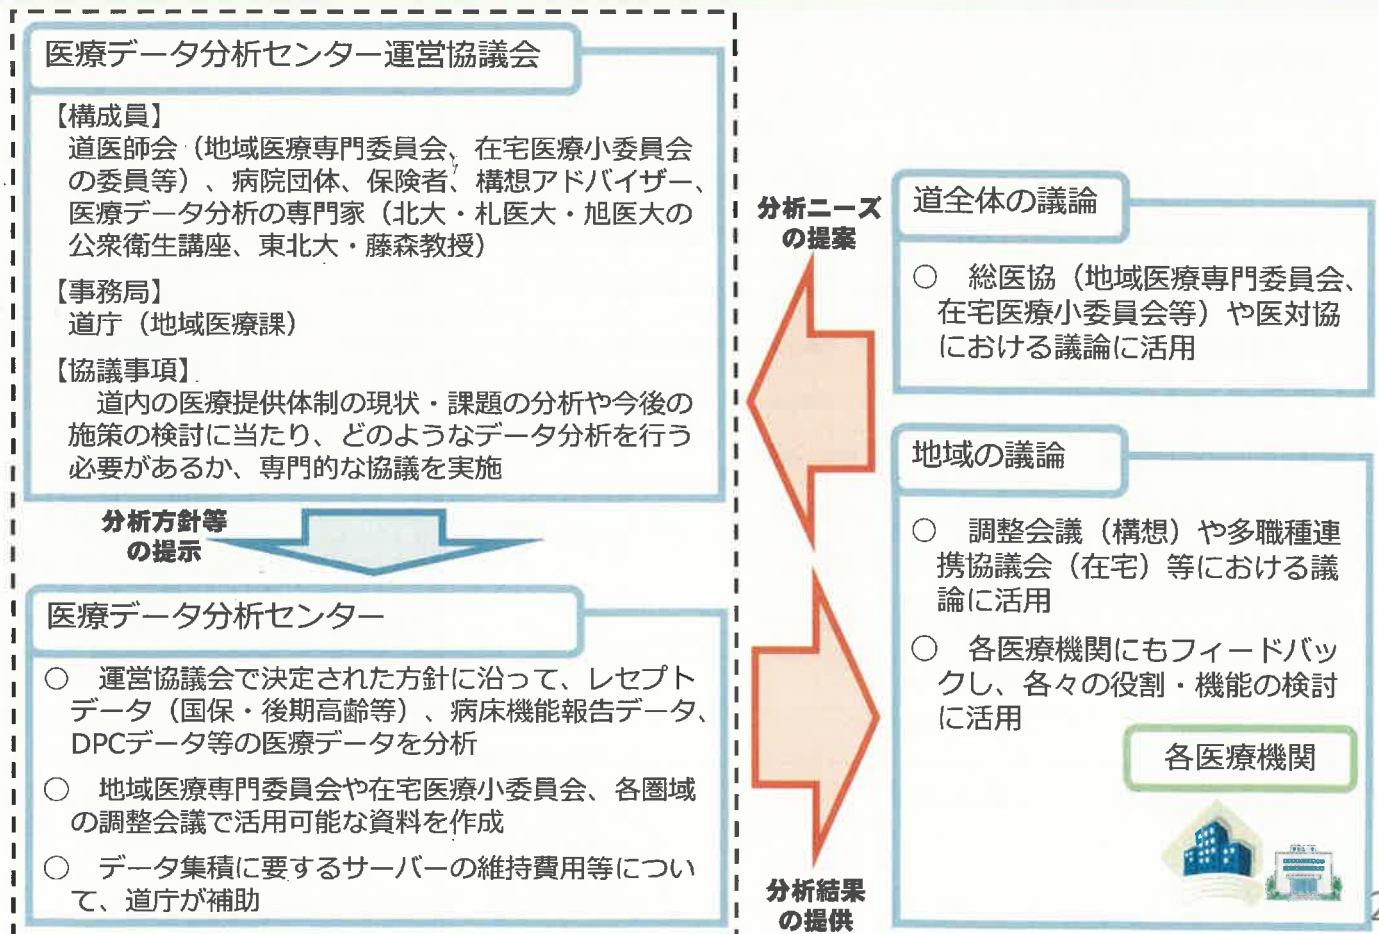 医療データ分析センター運営協議会
【構成員】
道医師会（地域医療専門委員会、在宅医療小委員会
の委員等）、病院団体、保険者、構想アドバイザー、
医療データ分析の専門家（北大・札医大・旭医大の
公衆衛生講座、東北大・藤森教授）
【事務局】
道庁（地域医療課）
【協議事項】
道内の医療提供体制の現状・課題の分析や今後の
施策の検討に当たり、どのようなデータ分析を行う
必要があるか、専門的な協議を実施
分析方針等
の提示
医療データ分析センター
○　運営協議会で決定された方針に沿って、レセプト
データ（国保・後期高齢等）、病床機能報告データ、
DPCデータ等の医療データを分析
○　地域医療専門委員会や在宅医療小委員会、各圏域
の調整会議で活用可能な資料を作成
○　データ集積に要するサーバーの維持費用等につい
て、道庁が補助
分析ニーズ
の提案
分析結果
の提供
道全体の議論
○　総医協（地域医療専門委員会、
在宅医療小委員会等）や医対協
における議論に活用
地域の議論
○　調整会議（構想）や多職種連
携協議会（在宅）等における議
論に活用
○　各医療機関にもフィードバッ
クし、各々の役割・機能の検討
に活用
各医療機関
2